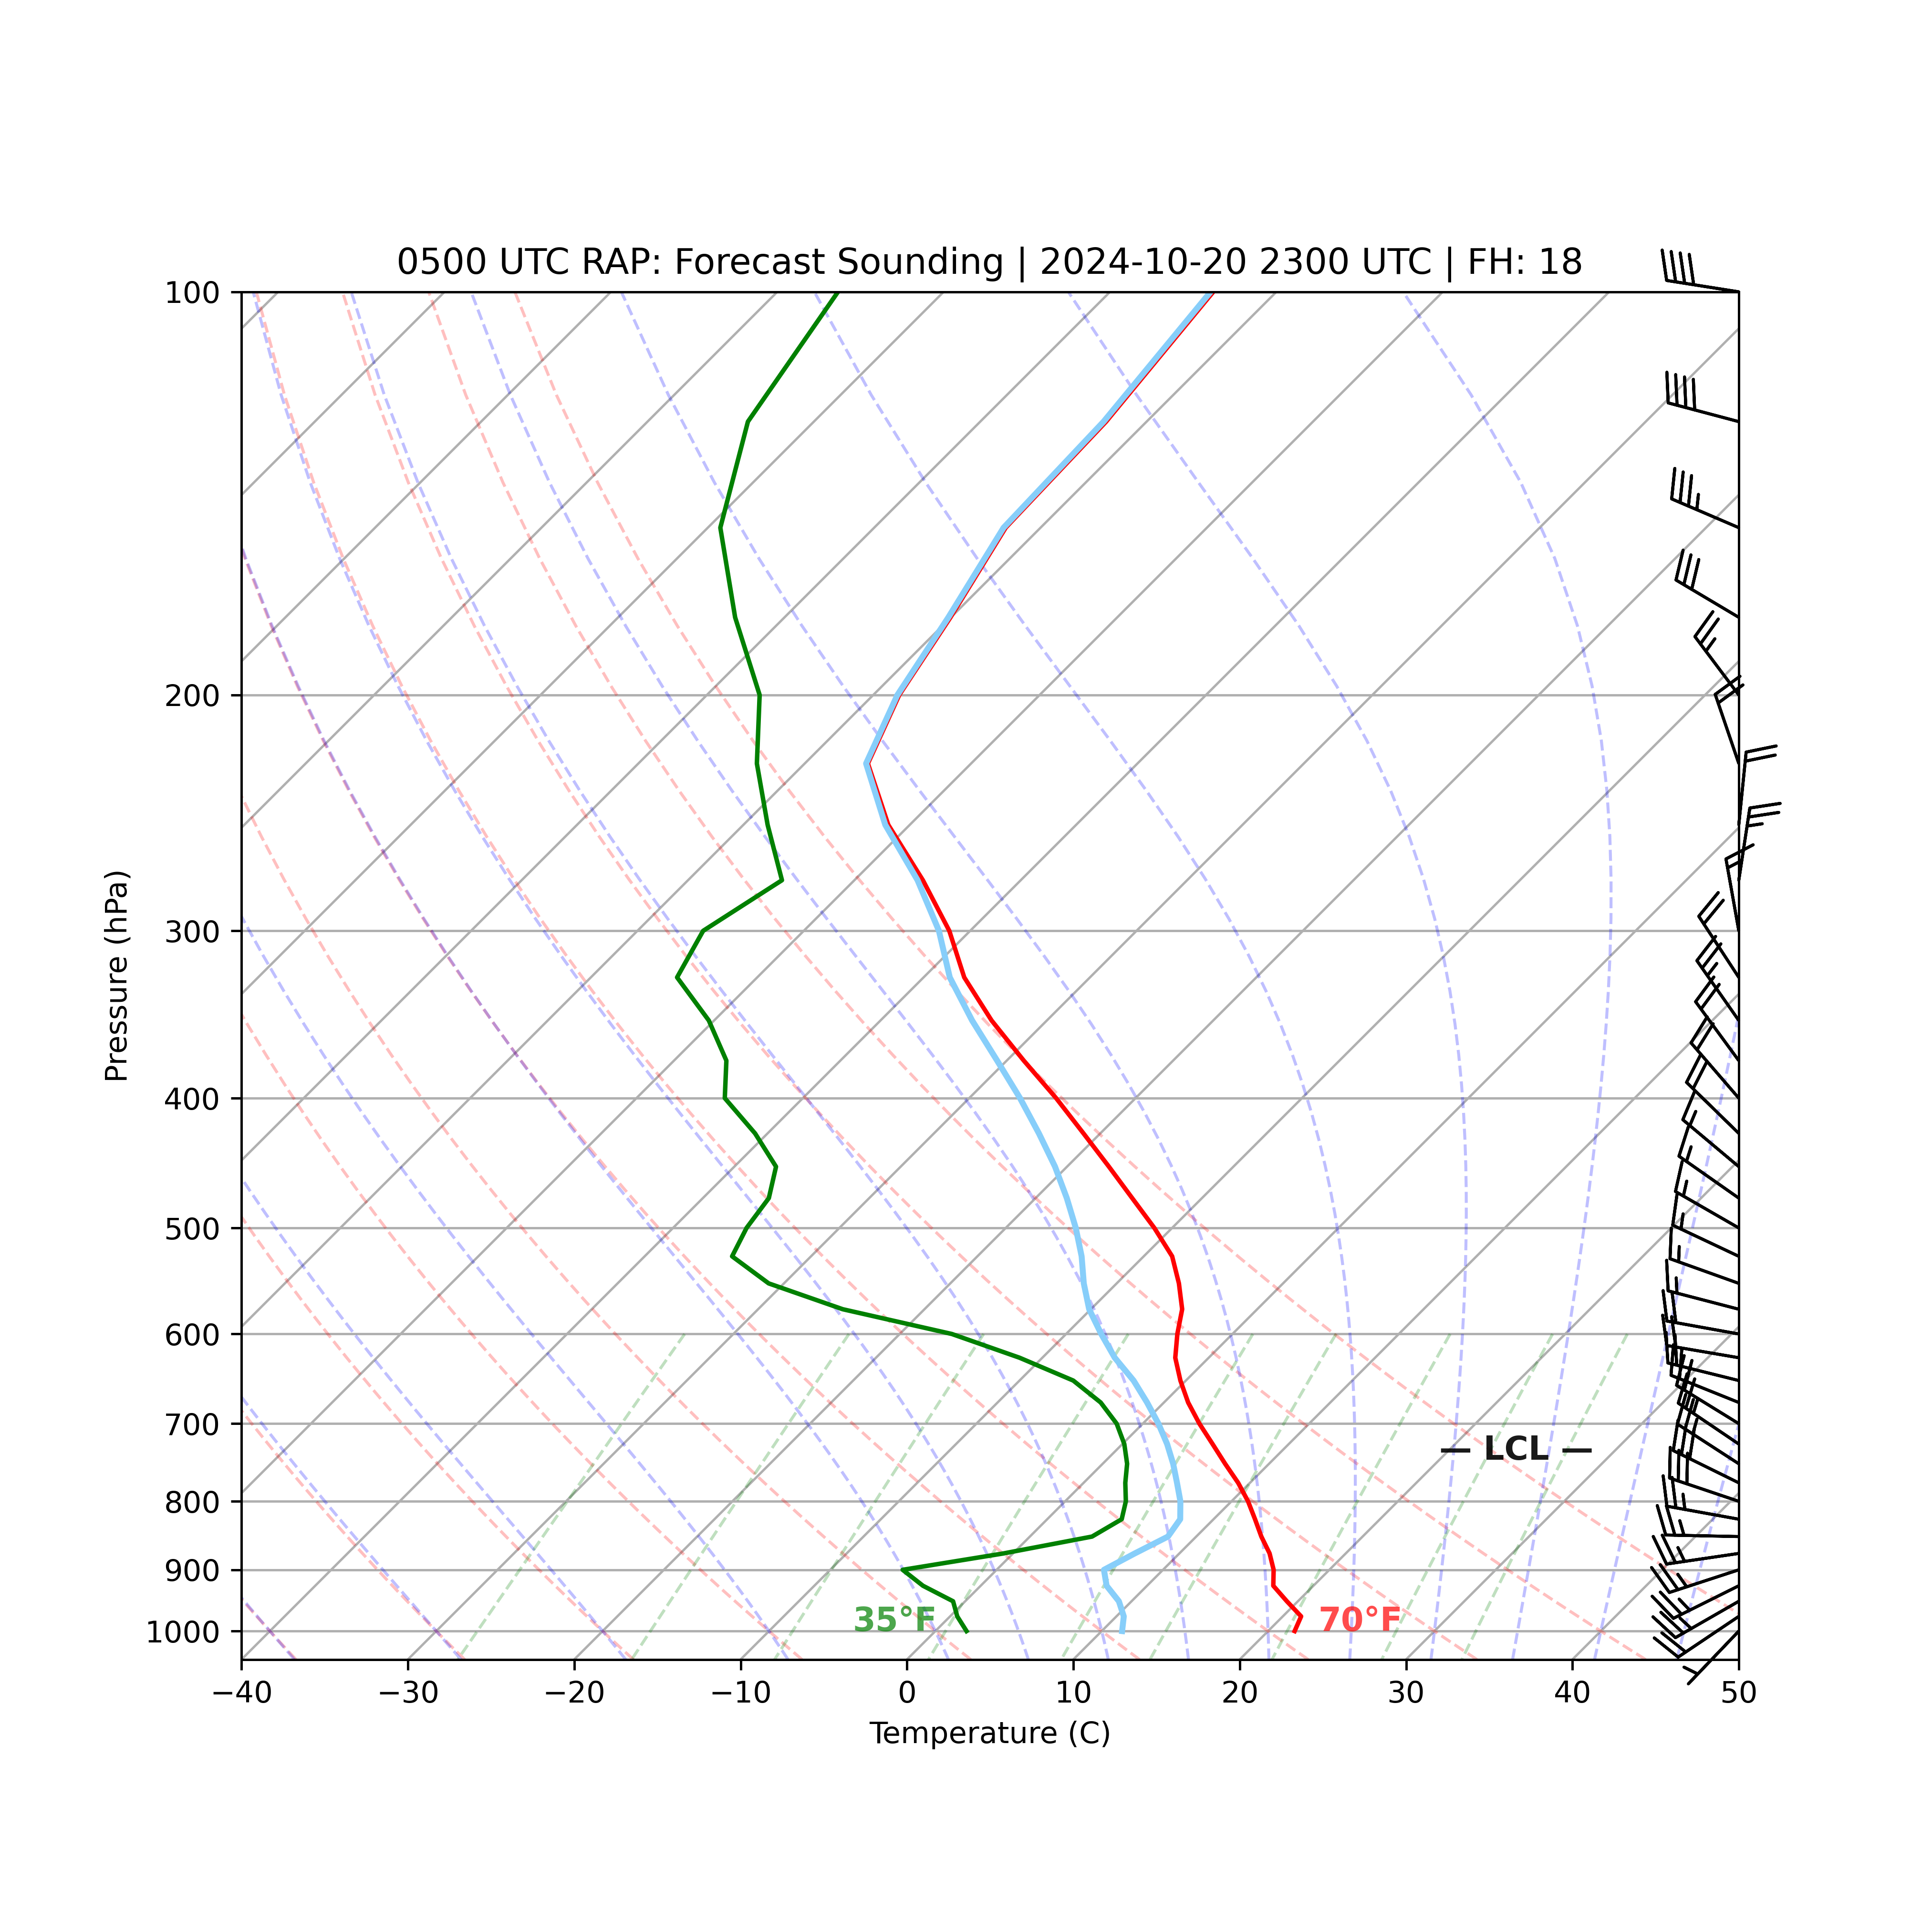 0500 UTC RAP: Forecast Sounding | 2024-10-20 2300 UTC | FH: 18
100
200
300
400
500
600
700
800
900
1000
Pressure (hPa)
— LCL —
35°F
70°F
−40 −30 −20 −10 0 10 20 30 40 50
Temperature (C)